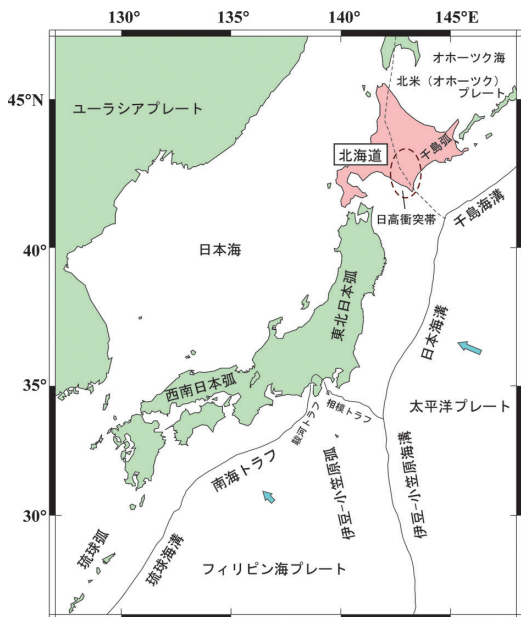 130° 135° 140° 145°E
オホーツク海
北米（オホーツク）
プレート
45°N
ユーラシアプレート
北海道
千島弧
千島海溝
日高衝突帯
40°
日本海
東北日本弧
日本海溝
35°
西南日本弧
太平洋プレート
駿河トラフ
相模トラフ
南海トラフ
伊豆-小笠原弧
伊豆-小笠原海溝
30°
琉球弧
琉球海溝
フィリピン海プレート